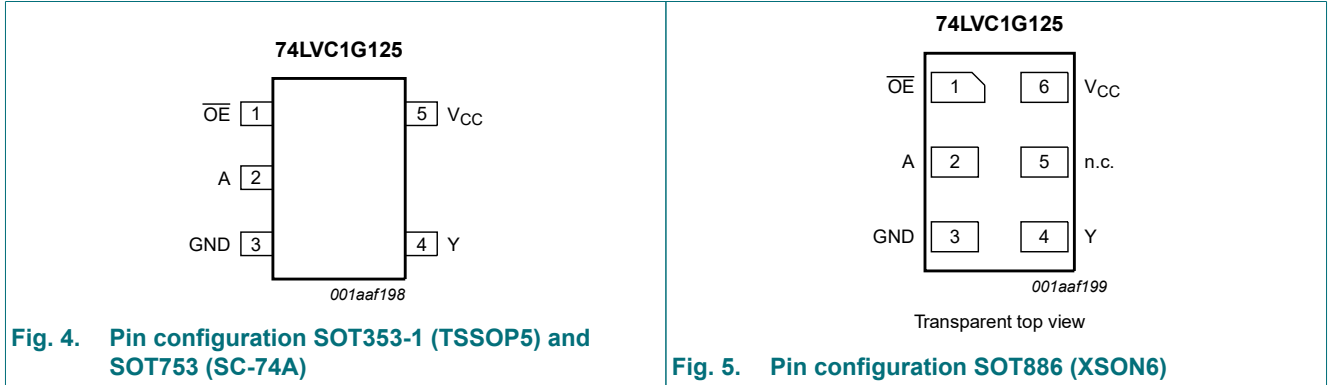 74LVC1G125
OE 1
5 VCC
A 2
GND 3
4 Y
001aaf198
Fig. 4. Pin configuration SOT353-1 (TSSOP5) and
SOT753 (SC-74A)
74LVC1G125
OE 1
6 VCC
A 2
5 n.c.
GND 3
4 Y
001aaf199
Transparent top view
Fig. 5. Pin configuration SOT886 (XSON6)